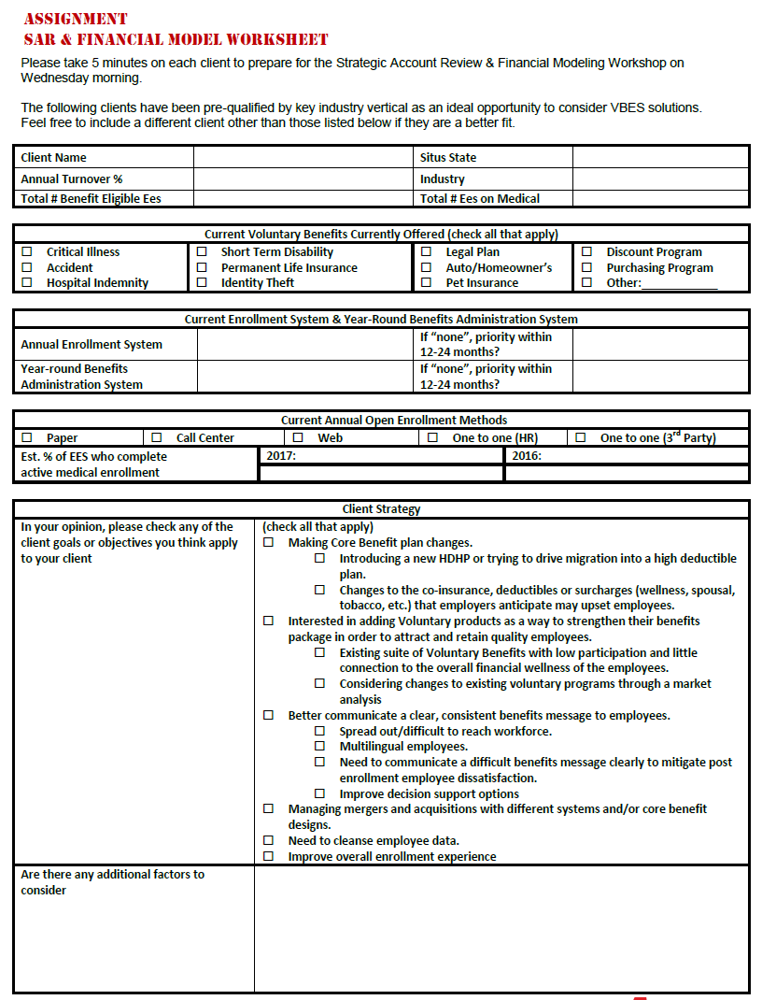 ASSIGNMENT
SAR & FINANCIAL MODEL WORKSHEET
Please take 5 minutes on each client to prepare for the Strategic Account Review & Financial Modeling Workshop on
Wednesday morning.
The following clients have been pre-qualified by key industry vertical as an ideal opportunity to consider VBES solutions.
Feel free to include a different client other than those listed below if they are a better fit.
Client Name Situs State
Annual Turnover % Industry
Total # Benefit Eligible Ees Total # Ees on Medical
Current Voluntary Benefits Currently Offered (check all that apply)
☐ Critical Illness ☐ Short Term Disability ☐ Legal Plan ☐ Discount Program
☐ Accident ☐ Permanent Life Insurance ☐ Auto/Homeowner's ☐ Purchasing Program
☐ Hospital Indemnity ☐ Identity Theft ☐ Pet Insurance ☐ Other:____________
Current Enrollment System & Year-Round Benefits Administration System
Annual Enrollment System If “none”, priority within
12-24 months?
Year-round Benefits If “none”, priority within
Administration System 12-24 months?
Current Annual Open Enrollment Methods
☐ Paper ☐ Call Center ☐ Web ☐ One to one (HR) ☐ One to one (3rd Party)
Est. % of EES who complete 2017: 2016:
active medical enrollment
Client Strategy
In your opinion, please check any of the
client goals or objectives you think apply
to your client
(check all that apply)
☐ Making Core Benefit plan changes.
☐ Introducing a new HDHP or trying to drive migration into a high deductible
plan.
☐ Changes to the co-insurance, deductibles or surcharges (wellness, spousal,
tobacco, etc.) that employers anticipate may upset employees.
☐ Interested in adding Voluntary products as a way to strengthen their benefits
package in order to attract and retain quality employees.
☐ Existing suite of Voluntary Benefits with low participation and little
connection to the overall financial wellness of the employees.
☐ Considering changes to existing voluntary programs through a market
analysis
☐ Better communicate a clear, consistent benefits message to employees.
☐ Spread out/difficult to reach workforce.
☐ Multilingual employees.
☐ Need to communicate a difficult benefits message clearly to mitigate post
enrollment employee dissatisfaction.
☐ Improve decision support options
☐ Managing mergers and acquisitions with different systems and/or core benefit
designs.
☐ Need to cleanse employee data.
☐ Improve overall enrollment experience
Are there any additional factors to
consider